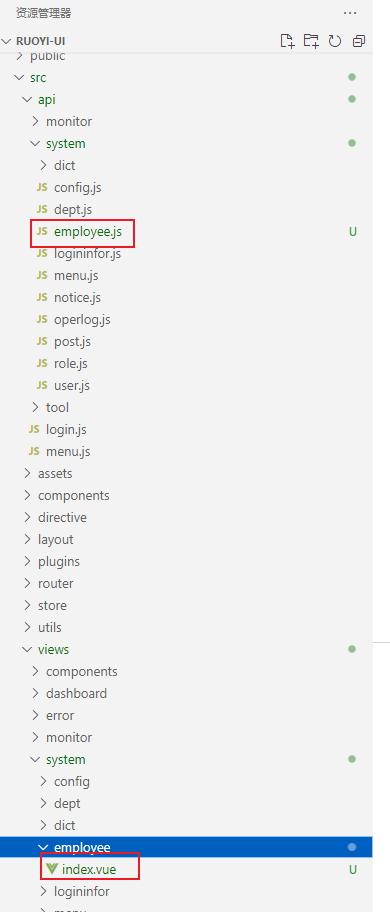 资源管理器 ...
RUOYI-UI
public
src
api
monitor
system
dict
JS config.js
JS dept.js
JS employee.js U
JS logininfor.js
JS menu.js
JS notice.js
JS operlog.js
JS post.js
JS role.js
JS user.js
tool
JS login.js
JS menu.js
assets
components
directive
layout
plugins
router
store
utils
views
components
dashboard
error
monitor
system
config
dept
dict
employee
index.vue U
logininfor
menu